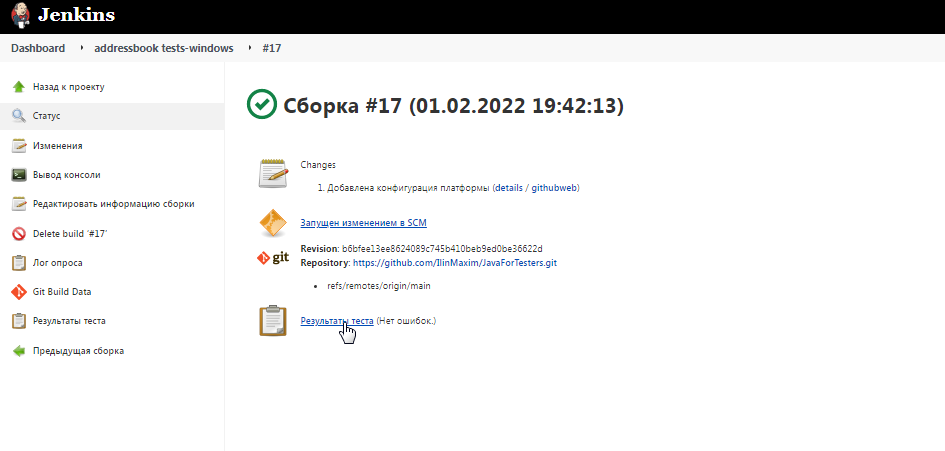 Jenkins
Dashboard addressbook tests-windows #17
Назад к проекту
Статус
Изменения
Вывод консоли
Редактировать информацию сборки
Delete build ‘#17’
Лог опроса
Git Build Data
Результаты теста
Предыдущая сборка
Сборка #17 (01.02.2022 19:42:13)
Changes
1. Добавлена конфигурация платформы (details / githubweb)
Запущен изменением в SCM
git
Revision: b6bfee13ee8624089c745b410beb9ed0be36622d
Repository: https://github.com/IlinMaxim/JavaForTesters.git
• refs/remotes/origin/main
Результаты теста (Нет ошибок.)